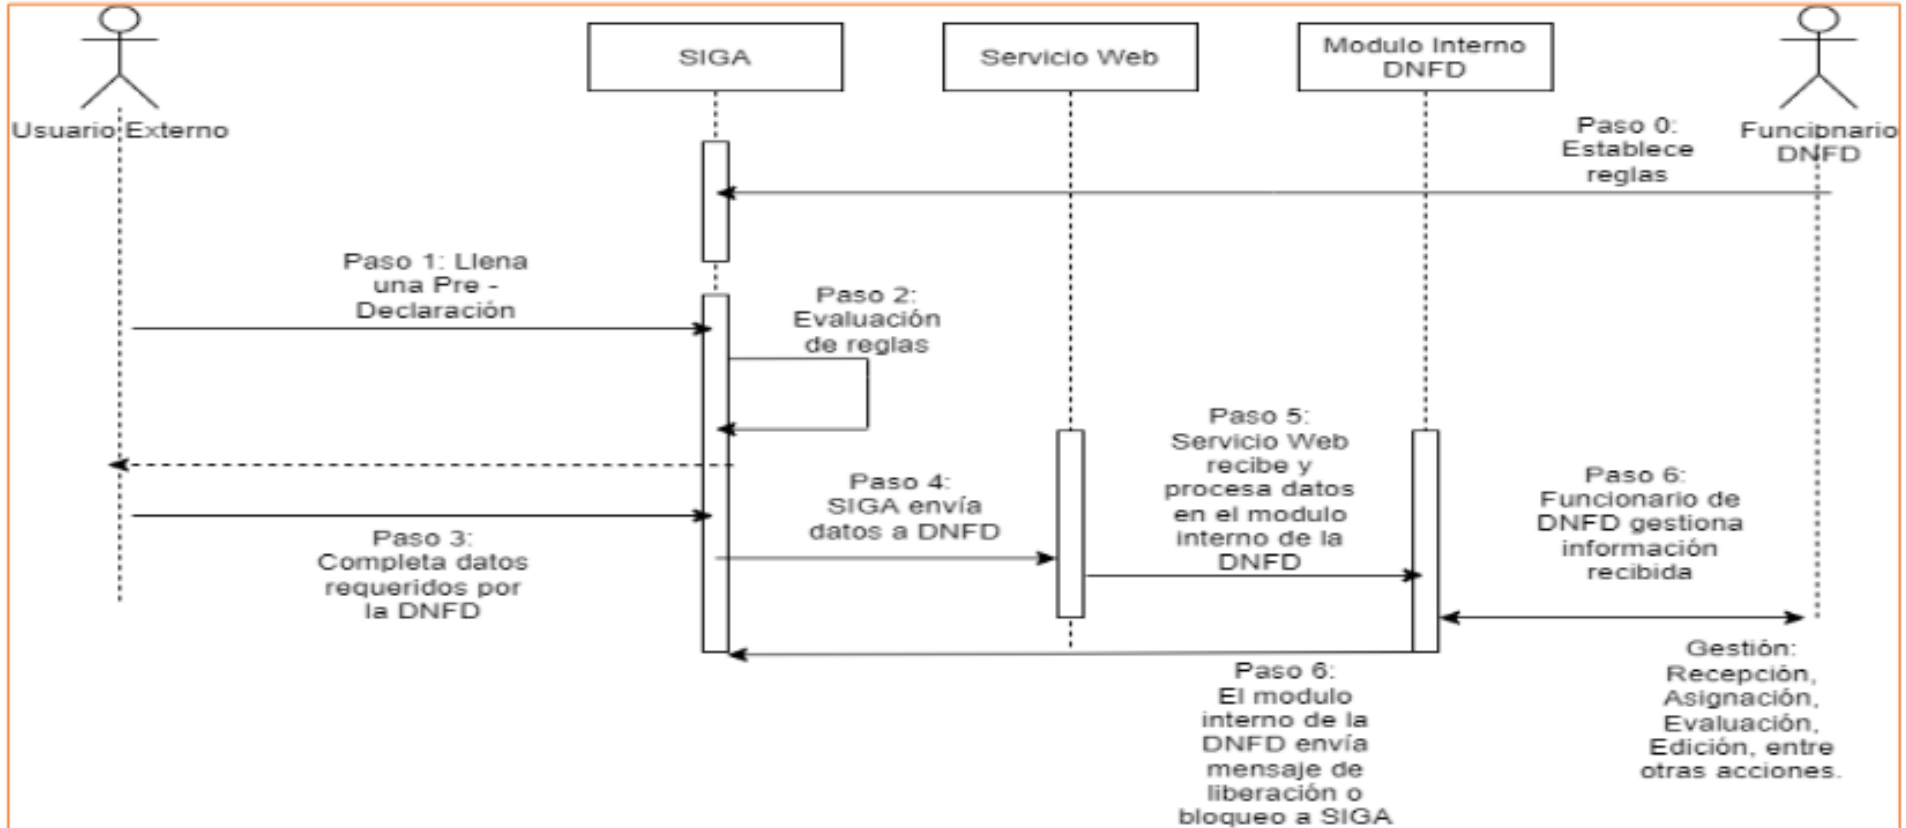 SIGA
Servicio Web
Modulo Interno
DNFD
Usuario Externo
Funcionario
DNFD
Paso 0:
Establece
reglas
Paso 1: Llena
una Pre -
Declaración
Paso 2:
Evaluación
de reglas
Paso 3:
Completa datos
requeridos por
la DNFD
Paso 4:
SIGA envía
datos a DNFD
Paso 5:
Servicio Web
recibe y
procesa datos
en el modulo
interno de la
DNFD
Paso 6:
Funcionario de
DNFD gestiona
información
recibida
Gestión:
Recepción,
Asignación,
Evaluación,
Edición, entre
otras acciones.
Paso 6:
El modulo
interno de la
DNFD envía
mensaje de
liberación o
bloqueo a SIGA